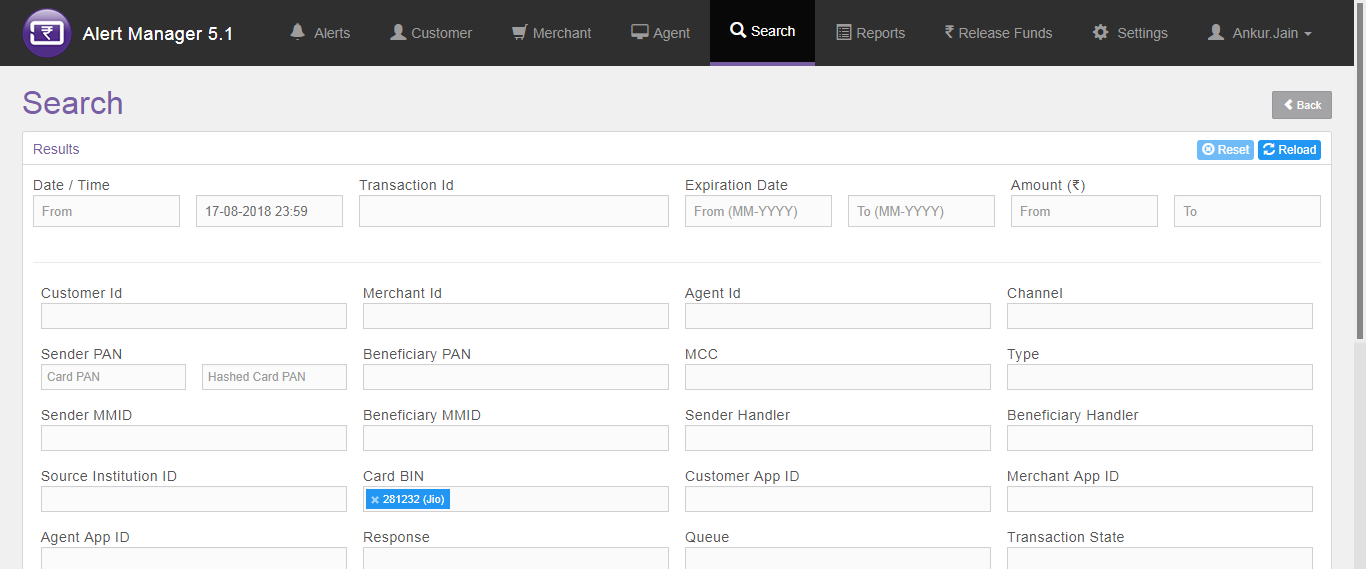 ₹ Alert Manager 5.1 Alerts Customer Merchant Agent Search Reports ₹ Release Funds Settings Ankur.Jain
Search Back
Results Reset Reload
Date / Time Transaction Id Expiration Date Amount (₹)
From 17-08-2018 23:59 From (MM-YYYY) To (MM-YYYY) From To
Customer Id Merchant Id Agent Id Channel
Sender PAN Beneficiary PAN MCC Type
Card PAN Hashed Card PAN
Sender MMID Beneficiary MMID Sender Handler Beneficiary Handler
Source Institution ID Card BIN Customer App ID Merchant App ID
× 281232 (Jio)
Agent App ID Response Queue Transaction State